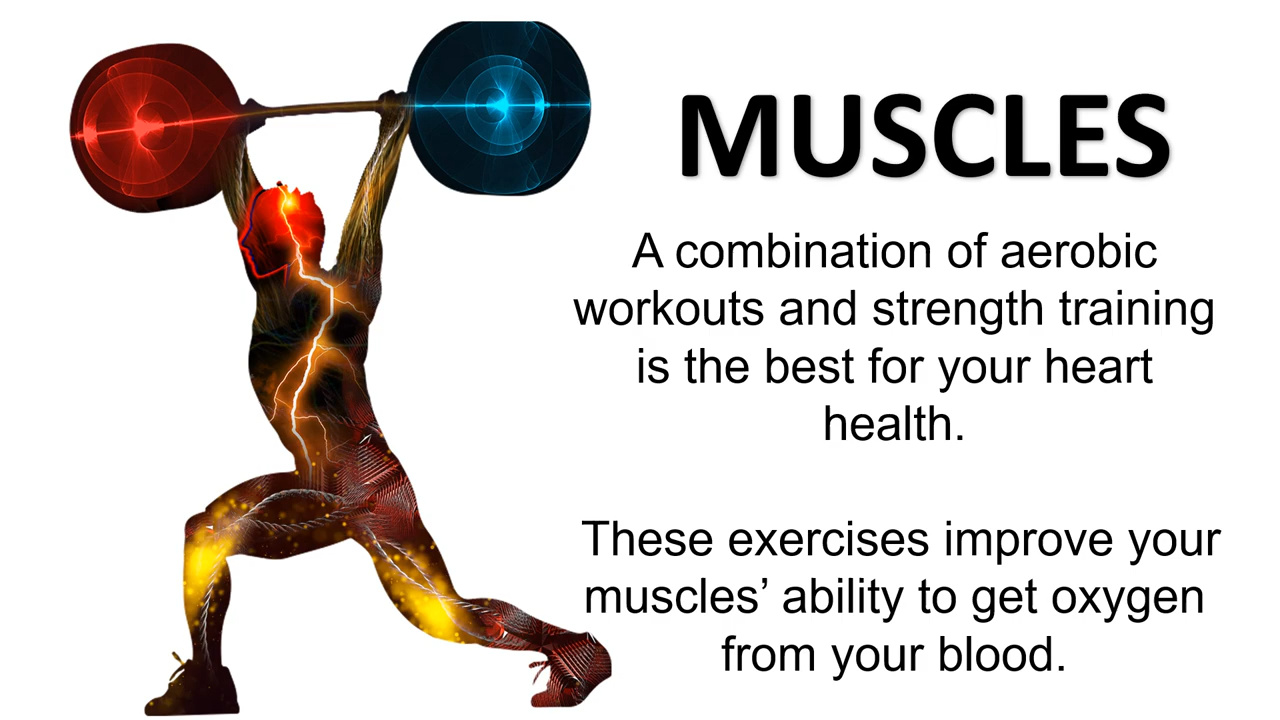 MUSCLES
A combination of aerobic
workouts and strength training
is the best for your heart
health.
These exercises improve your
muscles’ ability to get oxygen
from your blood.